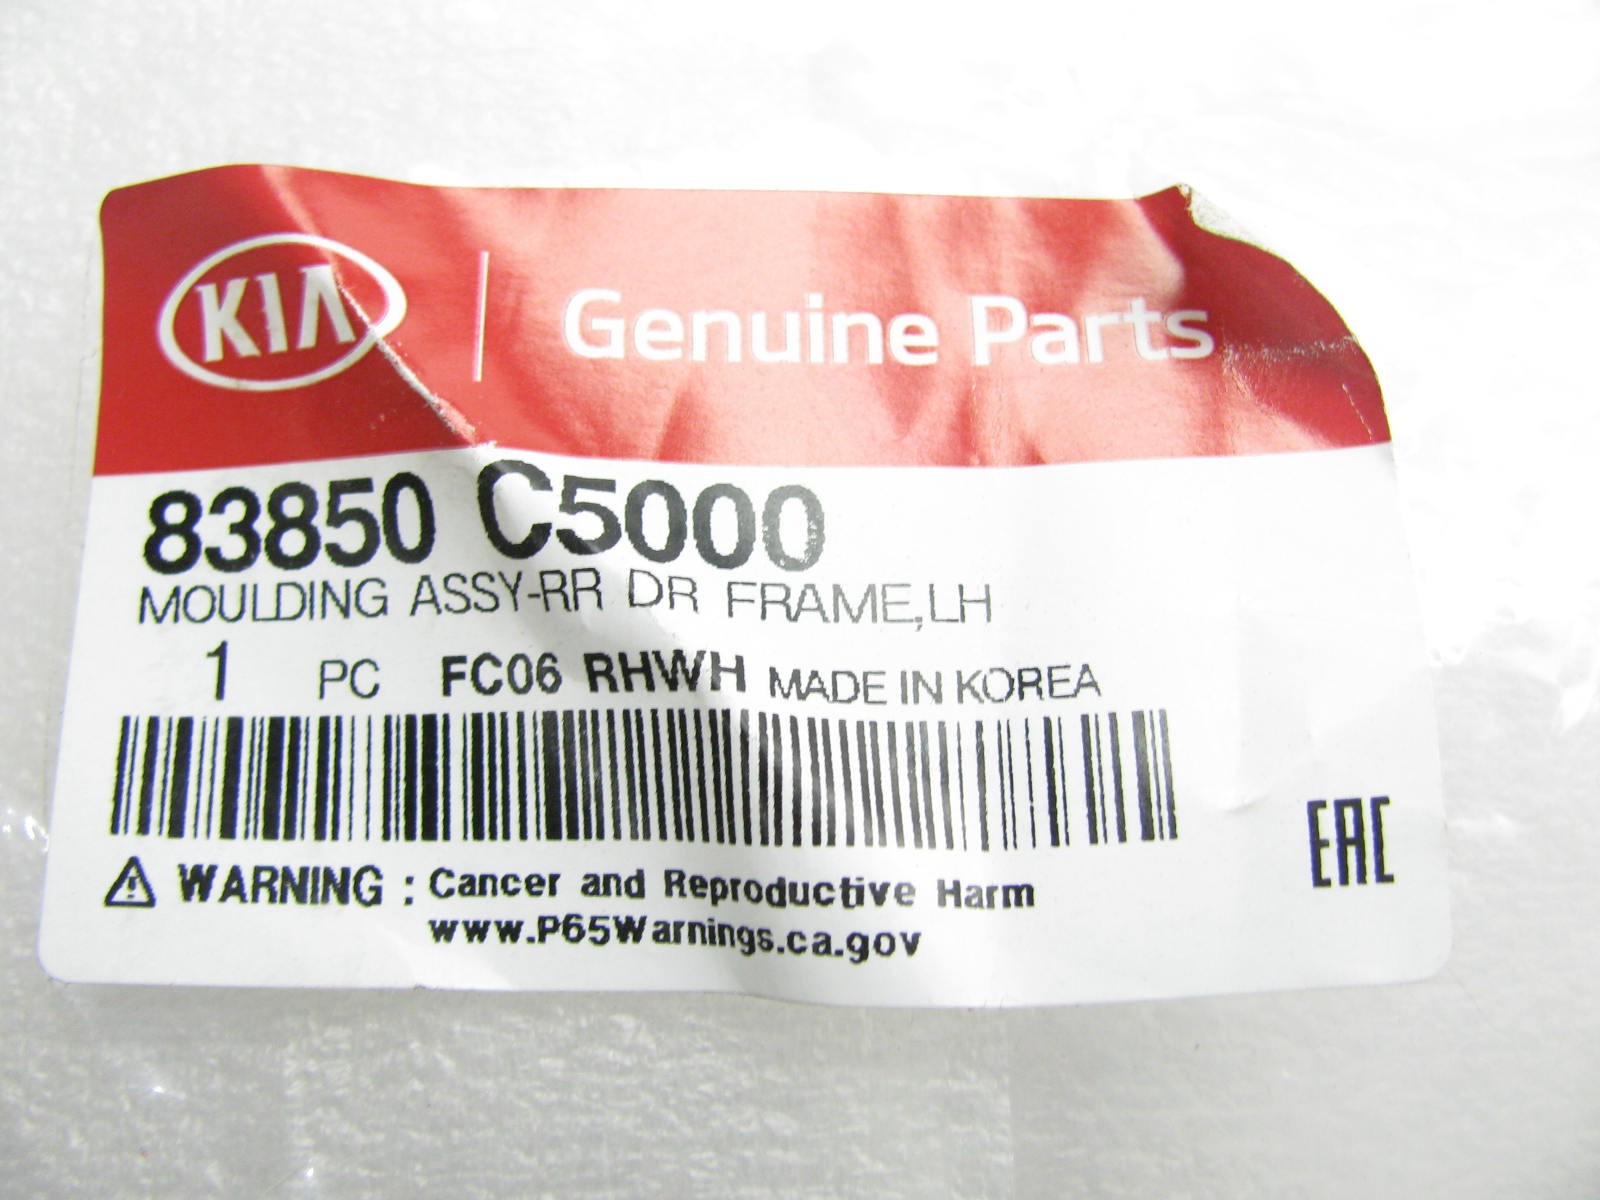 KIA Genuine Parts
83850 C5000
MOULDING ASSY-RR DR FRAME,LH
1 PC FC06 RHWH MADE IN KOREA
EAC
WARNING : Cancer and Reproductive Harm
www.P65Warnings.ca.gov